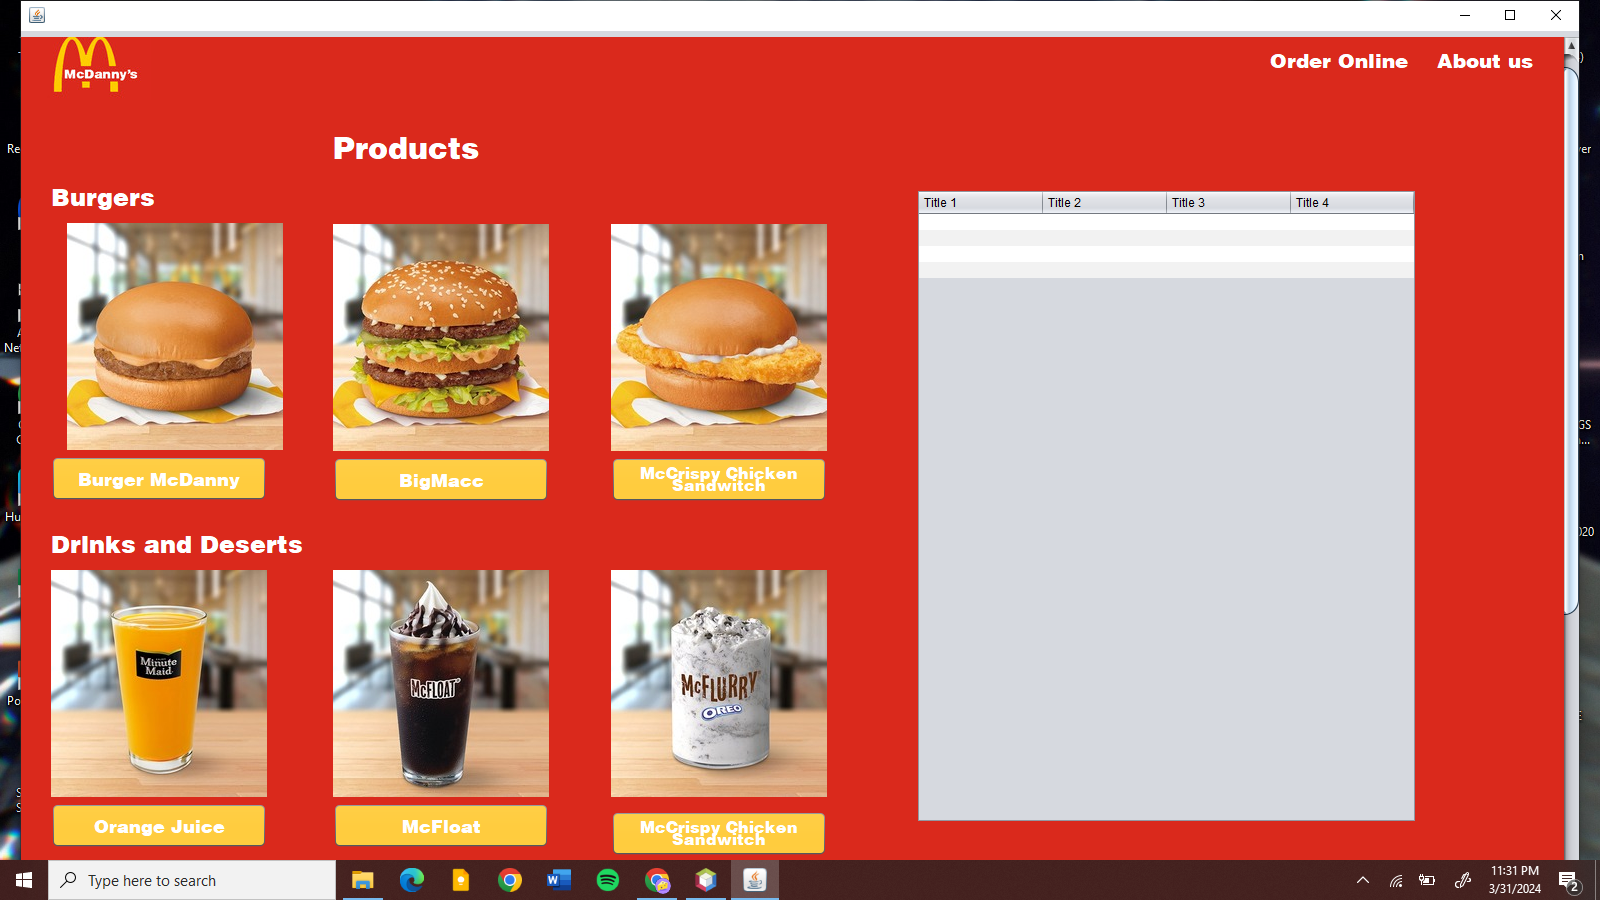 McDanny's
Order Online
About us
Products
Burgers
Title 1
Title 2
Title 3
Title 4
Burger McDanny
BigMacc
McCrispy Chicken
Sandwitch
DrInks and Deserts
Minute
Maid
McFLOAT
McFLURRY
OREO
Orange Juice
McFloat
McCrispy Chicken
Sandwitch
Type here to search
11:31 PM
3/31/2024
2